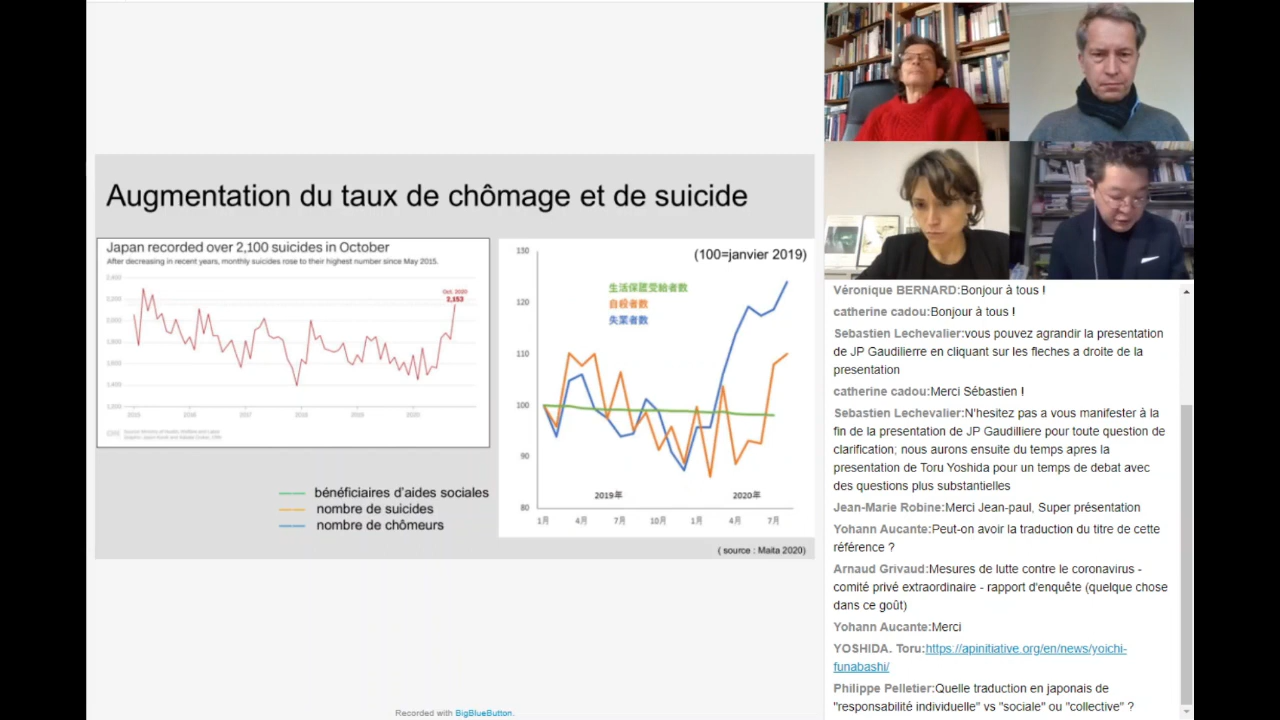 Augmentation du taux de chômage et de suicide
Japan recorded over 2,100 suicides in October
After decreasing in recent years, monthly suicides rose to their highest number since May 2015.
Oct. 2020
2,153
2015
2016
2017
2018
2019
2020
(100=janvier 2019)
130
120
110
100
90
80
生活保護受給者数
自殺者数
失業者数
2019年
2020年
1月
4月
7月
10月
1月
4月
7月
bénéficiaires d'aides sociales
nombre de suicides
nombre de chômeurs
( source : Maita 2020)
Recorded with BigBlueButton.
Véronique BERNARD:Bonjour à tous !
catherine cadou:Bonjour à tous !
Sebastien Lechevalier:vous pouvez agrandir la presentation
de JP Gaudilierre en cliquant sur les fleches a droite de la
presentation
catherine cadou:Merci Sébastien !
Sebastien Lechevalier:N'hesitez pas a vous manifester à la
fin de la presentation de JP Gaudilliere pour toute question de
clarification; nous aurons ensuite du temps apres la
presentation de Toru Yoshida pour un temps de debat avec
des questions plus substantielles
Jean-Marie Robine:Merci Jean-paul, Super présentation
Yohann Aucante:Peut-on avoir la traduction du titre de cette
référence ?
Arnaud Grivaud:Mesures de lutte contre le coronavirus -
comité privé extraordinaire - rapport d'enquête (quelque chose
dans ce goût)
Yohann Aucante:Merci
YOSHIDA. Toru:https://apinitiative.org/en/news/yoichi-
funabashi/
Philippe Pelletier:Quelle traduction en japonais de
"responsabilité individuelle" vs "sociale" ou "collective" ?